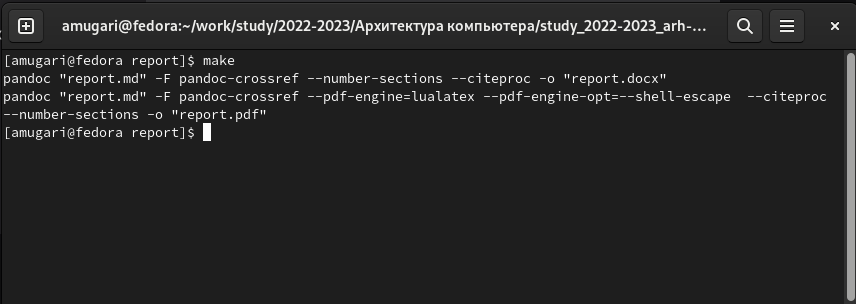 amugari@fedora:~/work/study/2022-2023/Архитектура компьютера/study_2022-2023_arh-...
[amugari@fedora report]$ make
pandoc "report.md" -F pandoc-crossref --number-sections --citeproc -o "report.docx"
pandoc "report.md" -F pandoc-crossref --pdf-engine=lualatex --pdf-engine-opt=--shell-escape  --citeproc
--number-sections -o "report.pdf"
[amugari@fedora report]$